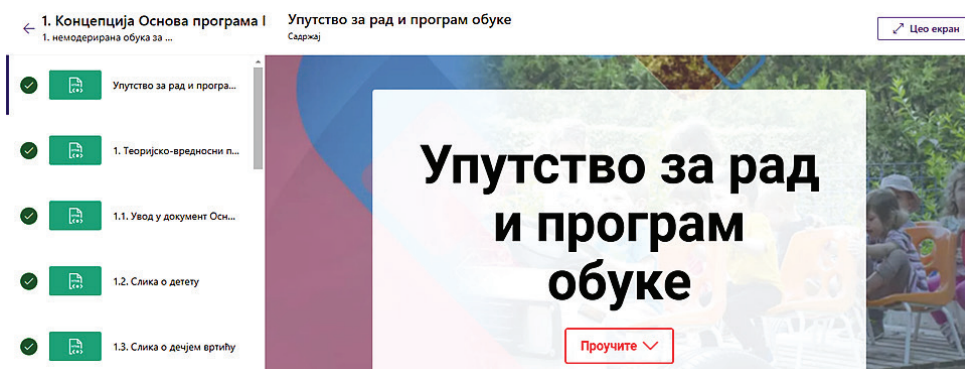 1. Концепција Основа програма
1. немодерирана обука за ...
Упутство за рад и програм обуке
Садржај
Цео екран
Упутство за рад и програ...
1. Теоријско-вредносни п...
1.1. Увод у документ Осн...
1.2. Слика о детету
1.3. Слика о дечјем вртићу
Упутство за рад
и програм
обуке
Проучите